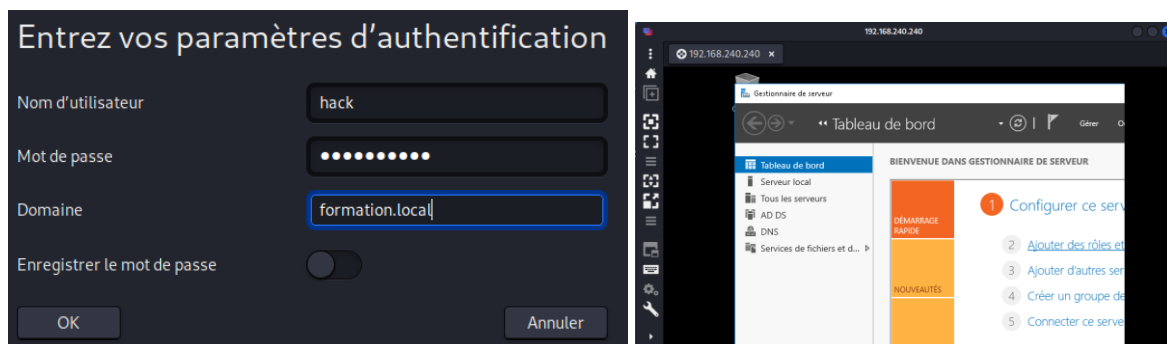 Entrez vos paramètres d'authentification
Nom d'utilisateur
hack
Mot de passe
••••••••••
Domaine
formation.local
Enregistrer le mot de passe
OK
Annuler
192.168.240.240
192.168.240.240 ×
Gestionnaire de serveur
Tableau de bord
Gérer
Tableau de bord
Serveur local
Tous les serveurs
AD DS
DNS
Services de fichiers et d...
BIENVENUE DANS GESTIONNAIRE DE SERVEUR
DÉMARRAGE
RAPIDE
NOUVEAUTÉS
1 Configurer ce serv
2 Ajouter des rôles et
3 Ajouter d'autres ser
4 Créer un groupe de
5 Connecter ce serve